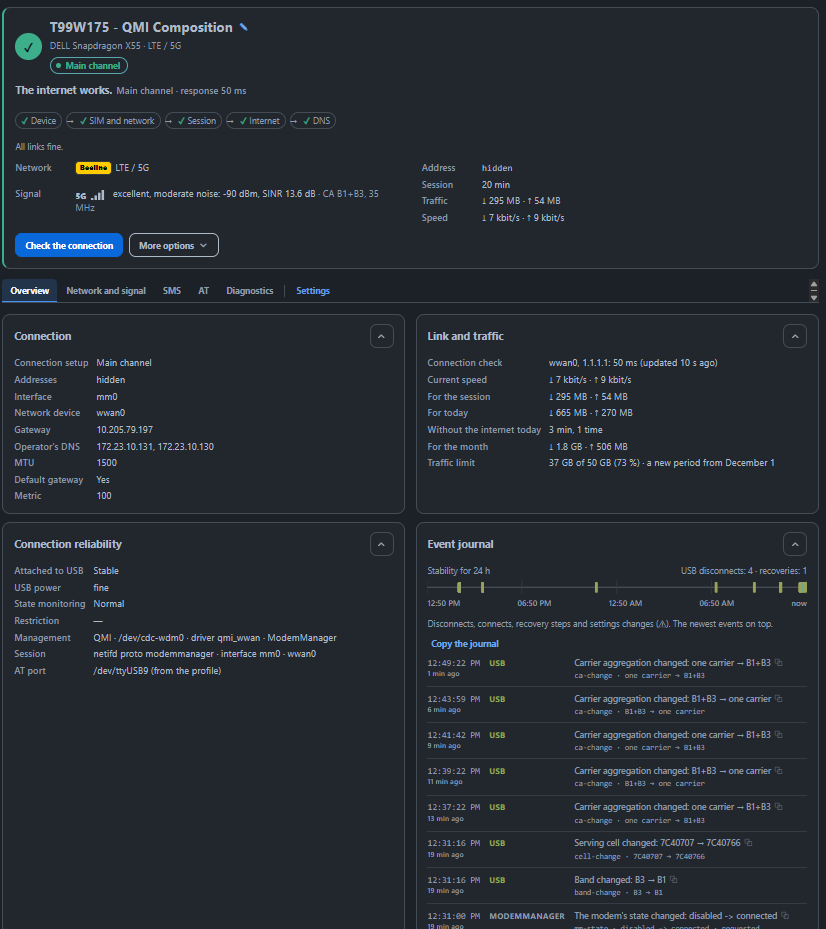 T99W175 - QMI Composition
DELL Snapdragon X55 · LTE / 5G
Main channel
The internet works. Main channel · response 50 ms
✓ Device → ✓ SIM and network → ✓ Session → ✓ Internet → ✓ DNS
All links fine.
Network Beeline LTE / 5G
Signal 5G excellent, moderate noise: -90 dBm, SINR 13.6 dB · CA B1+B3, 35 MHz
Address hidden
Session 20 min
Traffic ↓ 295 MB · ↑ 54 MB
Speed ↓ 7 kbit/s · ↑ 9 kbit/s
Check the connection More options
Overview Network and signal SMS AT Diagnostics Settings
Connection
Connection setup Main channel
Addresses hidden
Interface mm0
Network device wwan0
Gateway 10.205.79.197
Operator's DNS 172.23.10.131, 172.23.10.130
MTU 1500
Default gateway Yes
Metric 100
Link and traffic
Connection check wwan0, 1.1.1.1: 50 ms (updated 10 s ago)
Current speed ↓ 7 kbit/s · ↑ 9 kbit/s
For the session ↓ 295 MB · ↑ 54 MB
For today ↓ 665 MB · ↑ 270 MB
Without the internet today 3 min, 1 time
For the month ↓ 1.8 GB · ↑ 506 MB
Traffic limit 37 GB of 50 GB (73 %) · a new period from December 1
Connection reliability
Attached to USB Stable
USB power fine
State monitoring Normal
Restriction —
Management QMI · /dev/cdc-wdm0 · driver qmi_wwan · ModemManager
Session netifd proto modemmanager · interface mm0 · wwan0
AT port /dev/ttyUSB9 (from the profile)
Event journal
Stability for 24 h USB disconnects: 4 · recoveries: 1
12:50 PM 06:50 PM 12:50 AM 06:50 AM now
Disconnects, connects, recovery steps and settings changes (⚠). The newest events on top.
Copy the journal
12:49:22 PM USB Carrier aggregation changed: one carrier → B1+B3
1 min ago ca-change · one carrier → B1+B3
12:43:59 PM USB Carrier aggregation changed: B1+B3 → one carrier
6 min ago ca-change · B1+B3 → one carrier
12:41:42 PM USB Carrier aggregation changed: one carrier → B1+B3
9 min ago ca-change · one carrier → B1+B3
12:39:22 PM USB Carrier aggregation changed: B1+B3 → one carrier
11 min ago ca-change · B1+B3 → one carrier
12:37:22 PM USB Carrier aggregation changed: one carrier → B1+B3
13 min ago ca-change · one carrier → B1+B3
12:31:16 PM USB Serving cell changed: 7C40707 → 7C40766
19 min ago cell-change · 7C40707 → 7C40766
12:31:16 PM USB Band changed: B3 → B1
19 min ago band-change · B3 → B1
12:31:00 PM MODEMMANAGER The modem's state changed: disabled -> connected
19 min ago mm-state · disabled -> connected · requested